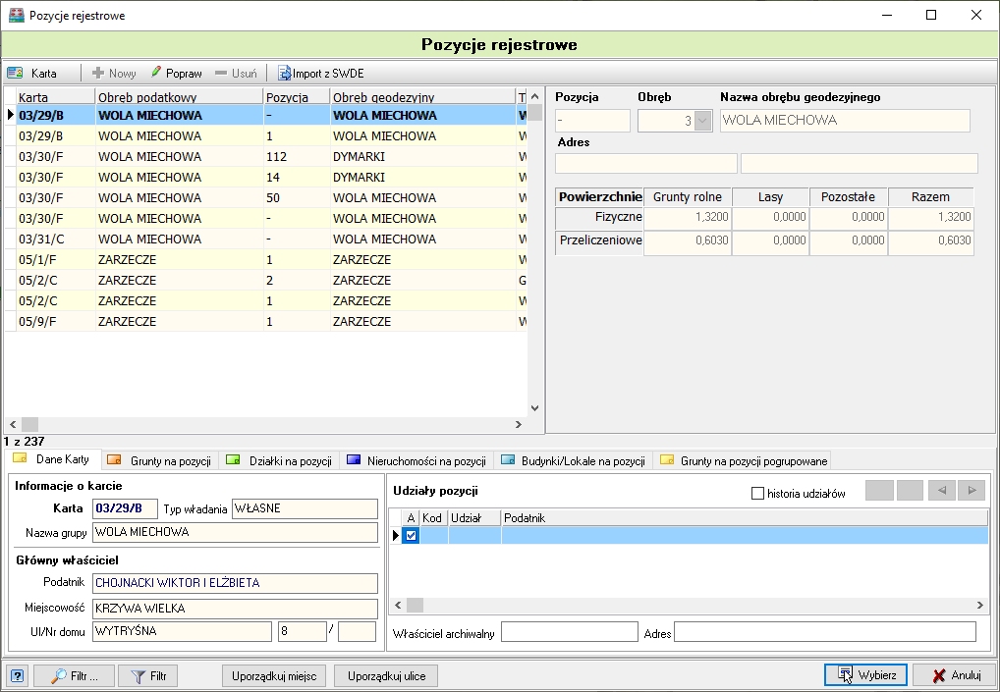 Pozycje rejestrowe
Pozycje rejestrowe
Karta Nowy Popraw Usuń Import z SWDE
Karta Obręb podatkowy Pozycja Obręb geodezyjny T
03/29/B WOLA MIECHOWA - WOLA MIECHOWA W
03/29/B WOLA MIECHOWA 1 WOLA MIECHOWA W
03/30/F WOLA MIECHOWA 112 DYMARKI W
03/30/F WOLA MIECHOWA 14 DYMARKI W
03/30/F WOLA MIECHOWA 50 WOLA MIECHOWA W
03/30/F WOLA MIECHOWA - WOLA MIECHOWA W
03/31/C WOLA MIECHOWA - WOLA MIECHOWA W
05/1/F ZARZECZE 1 ZARZECZE W
05/2/C ZARZECZE 2 ZARZECZE G
05/2/C ZARZECZE 1 ZARZECZE W
05/9/F ZARZECZE 1 ZARZECZE W
1 z 237
Pozycja Obręb Nazwa obrębu geodezyjnego
- 3 WOLA MIECHOWA
Adres
Powierzchnie Grunty rolne Lasy Pozostałe Razem
Fizyczne 1,3200 0,0000 0,0000 1,3200
Przeliczeniowe 0,6030 0,0000 0,0000 0,6030
Dane Karty Grunty na pozycji Działki na pozycji Nieruchomości na pozycji Budynki/Lokale na pozycji Grunty na pozycji pogrupowane
Informacje o karcie
Karta 03/29/B Typ władania WŁASNE
Nazwa grupy WOLA MIECHOWA
Główny właściciel
Podatnik CHOJNACKI WIKTOR I ELŻBIETA
Miejscowość KRZYWA WIELKA
Ul/Nr domu WYTRYŚNA 8 /
Udziały pozycji historia udziałów
A Kod Udział Podatnik
Właściciel archiwalny Adres
? Filtr ... Filtr Uporządkuj miejsc Uporządkuj ulice Wybierz Anuluj